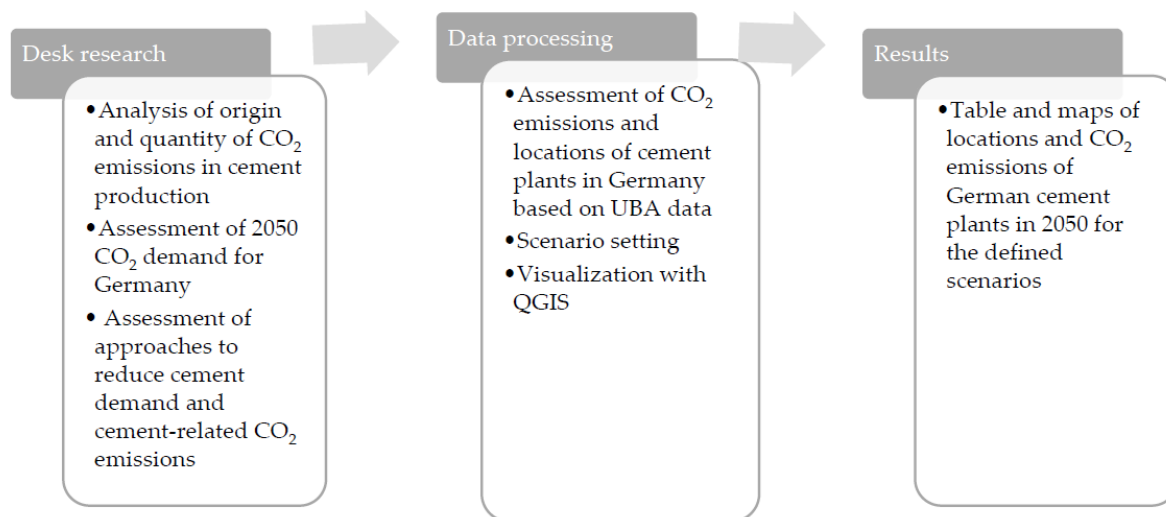 Desk research
•Analysis of origin
and quantity of CO₂
emissions in cement
production
•Assessment of 2050
CO₂ demand for
Germany
• Assessment of
approaches to
reduce cement
demand and
cement-related CO₂
emissions
Data processing
•Assessment of CO₂
emissions and
locations of cement
plants in Germany
based on UBA data
•Scenario setting
•Visualization with
QGIS
Results
•Table and maps of
locations and CO₂
emissions of
German cement
plants in 2050 for
the defined
scenarios